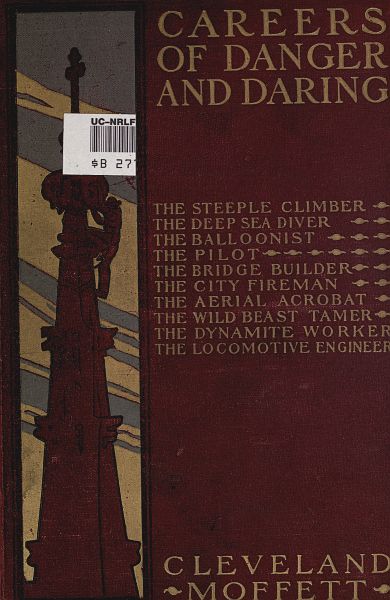 CAREERS
OF DANGER
AND DARING
UC-NRLF
$B 277
THE STEEPLE CLIMBER
THE DEEP SEA DIVER
THE BALLOONIST
THE PILOT
THE BRIDGE BUILDER
THE CITY FIREMAN
THE AERIAL ACROBAT
THE WILD BEAST TAMER
THE DYNAMITE WORKER
THE LOCOMOTIVE ENGINEER
CLEVELAND
MOFFETT